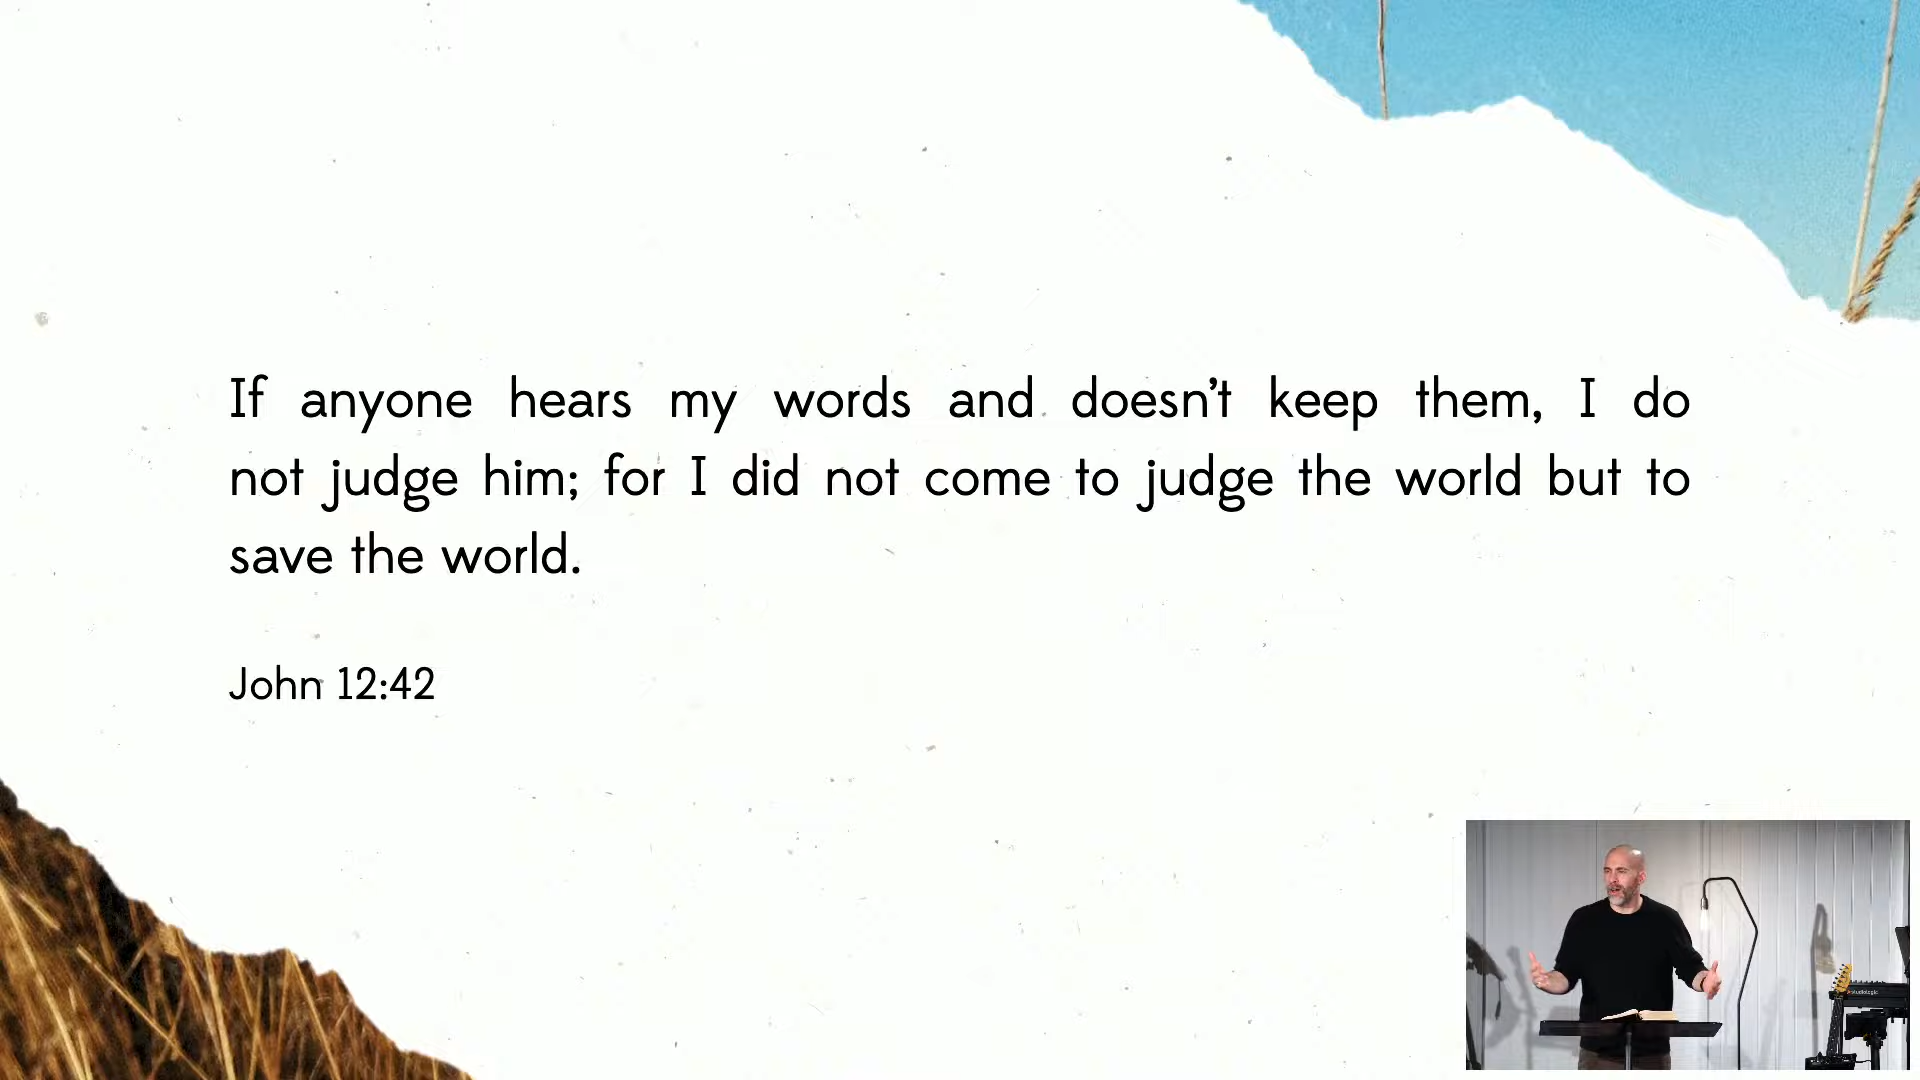 If anyone hears my words and doesn’t keep them, I do
not judge him; for I did not come to judge the world but to
save the world.
John 12:42
studiologic